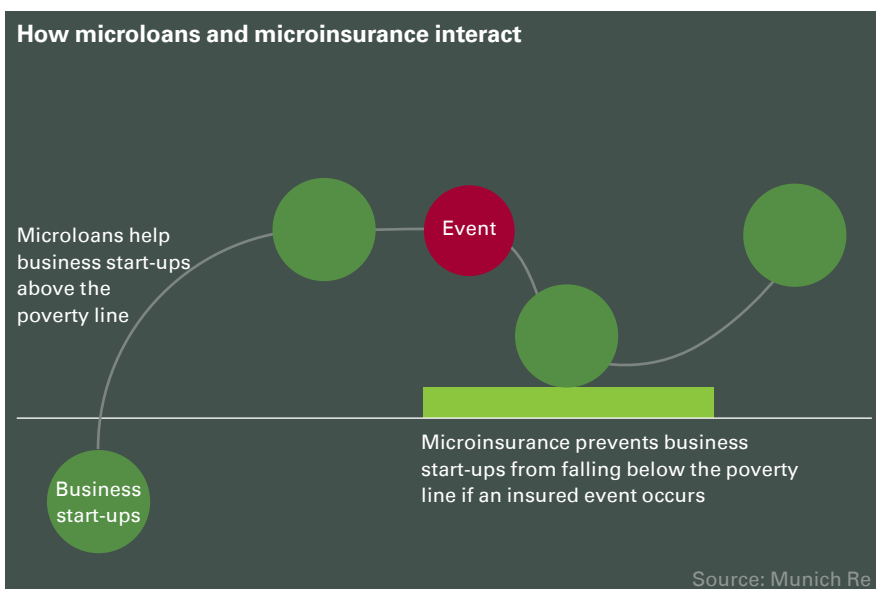 How microloans and microinsurance interact
Microloans help
business start-ups
above the
poverty line
Event
Microinsurance prevents business
start-ups from falling below the poverty
line if an insured event occurs
Business
start-ups
Source: Munich Re